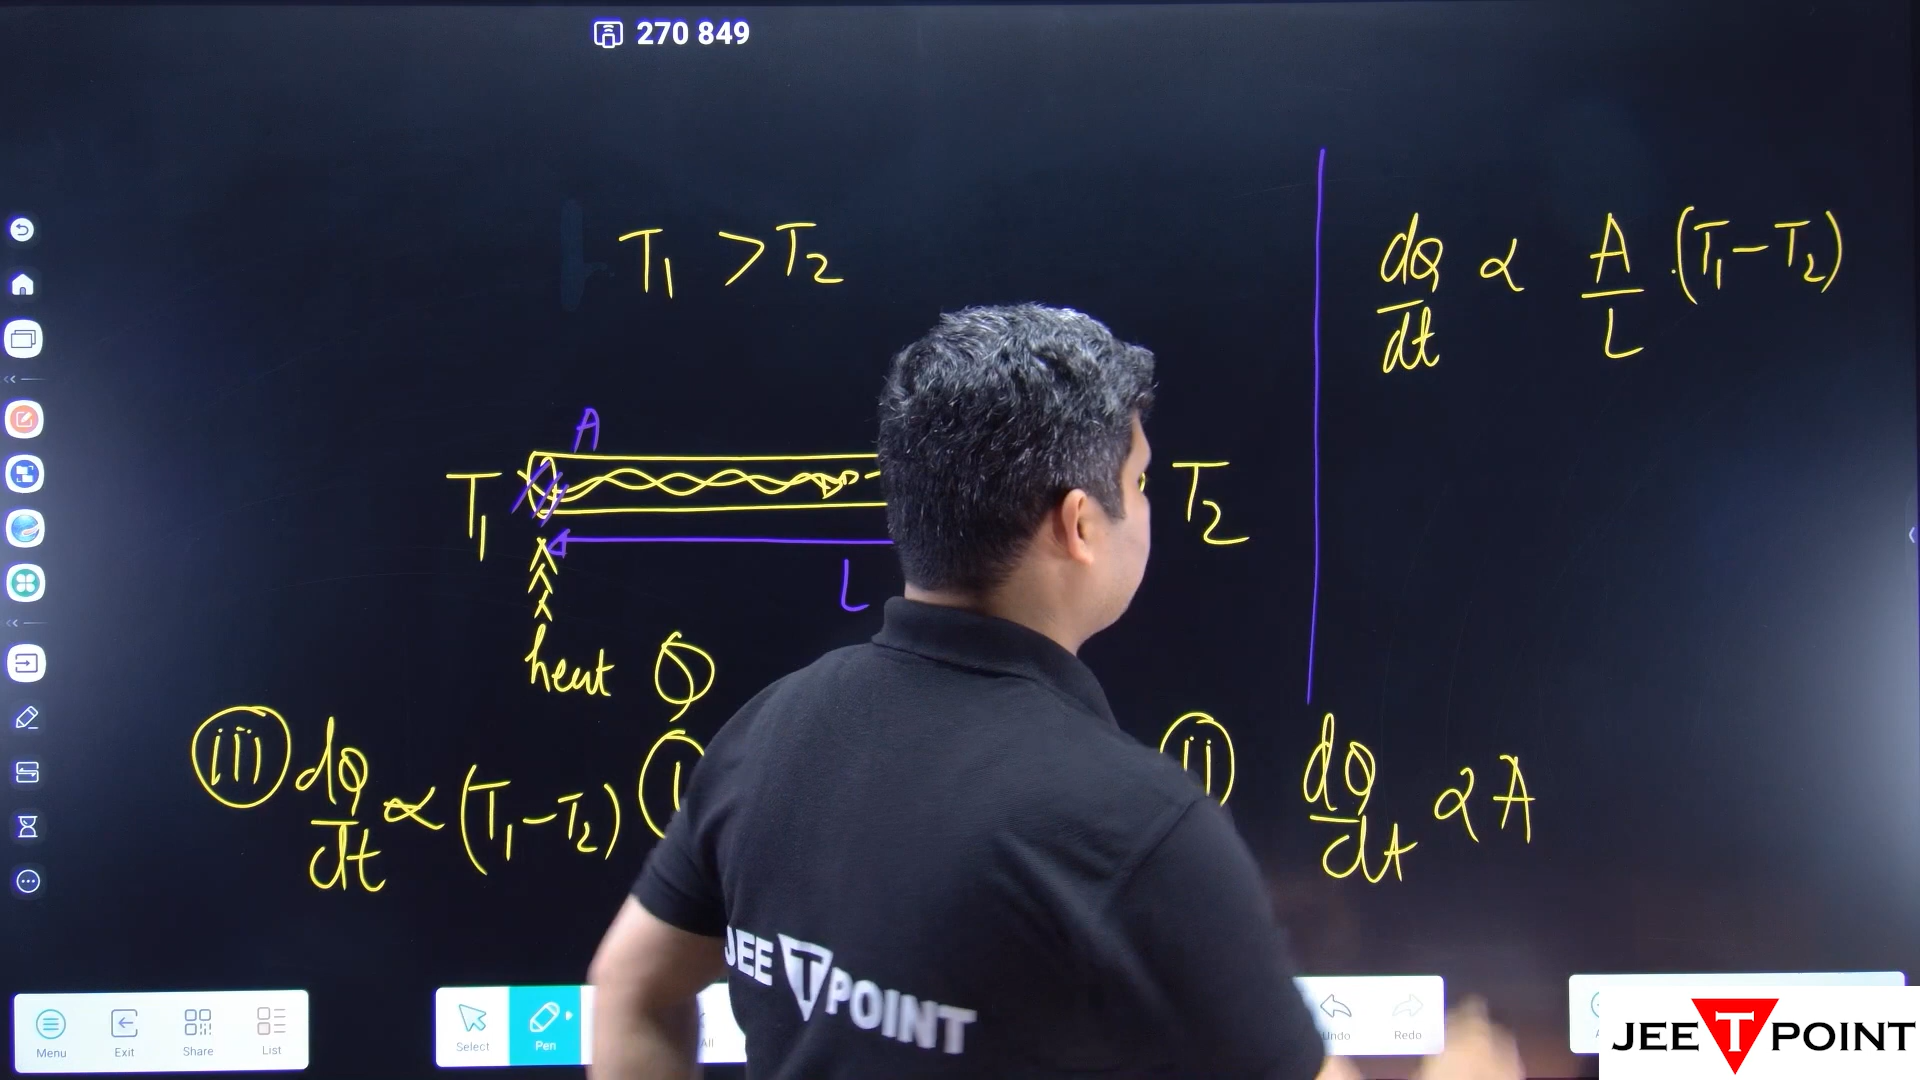 270 849
T₁ > T₂
dQ/dt ∝ A/L .(T₁-T₂)
A
T₁
T₂
L
heat Q
iii dQ/dt ∝ (T₁-T₂)
ii dQ/dt ∝ A
JEE T POINT
Menu Exit Share List
Select Pen All Undo Redo
JEE T POINT